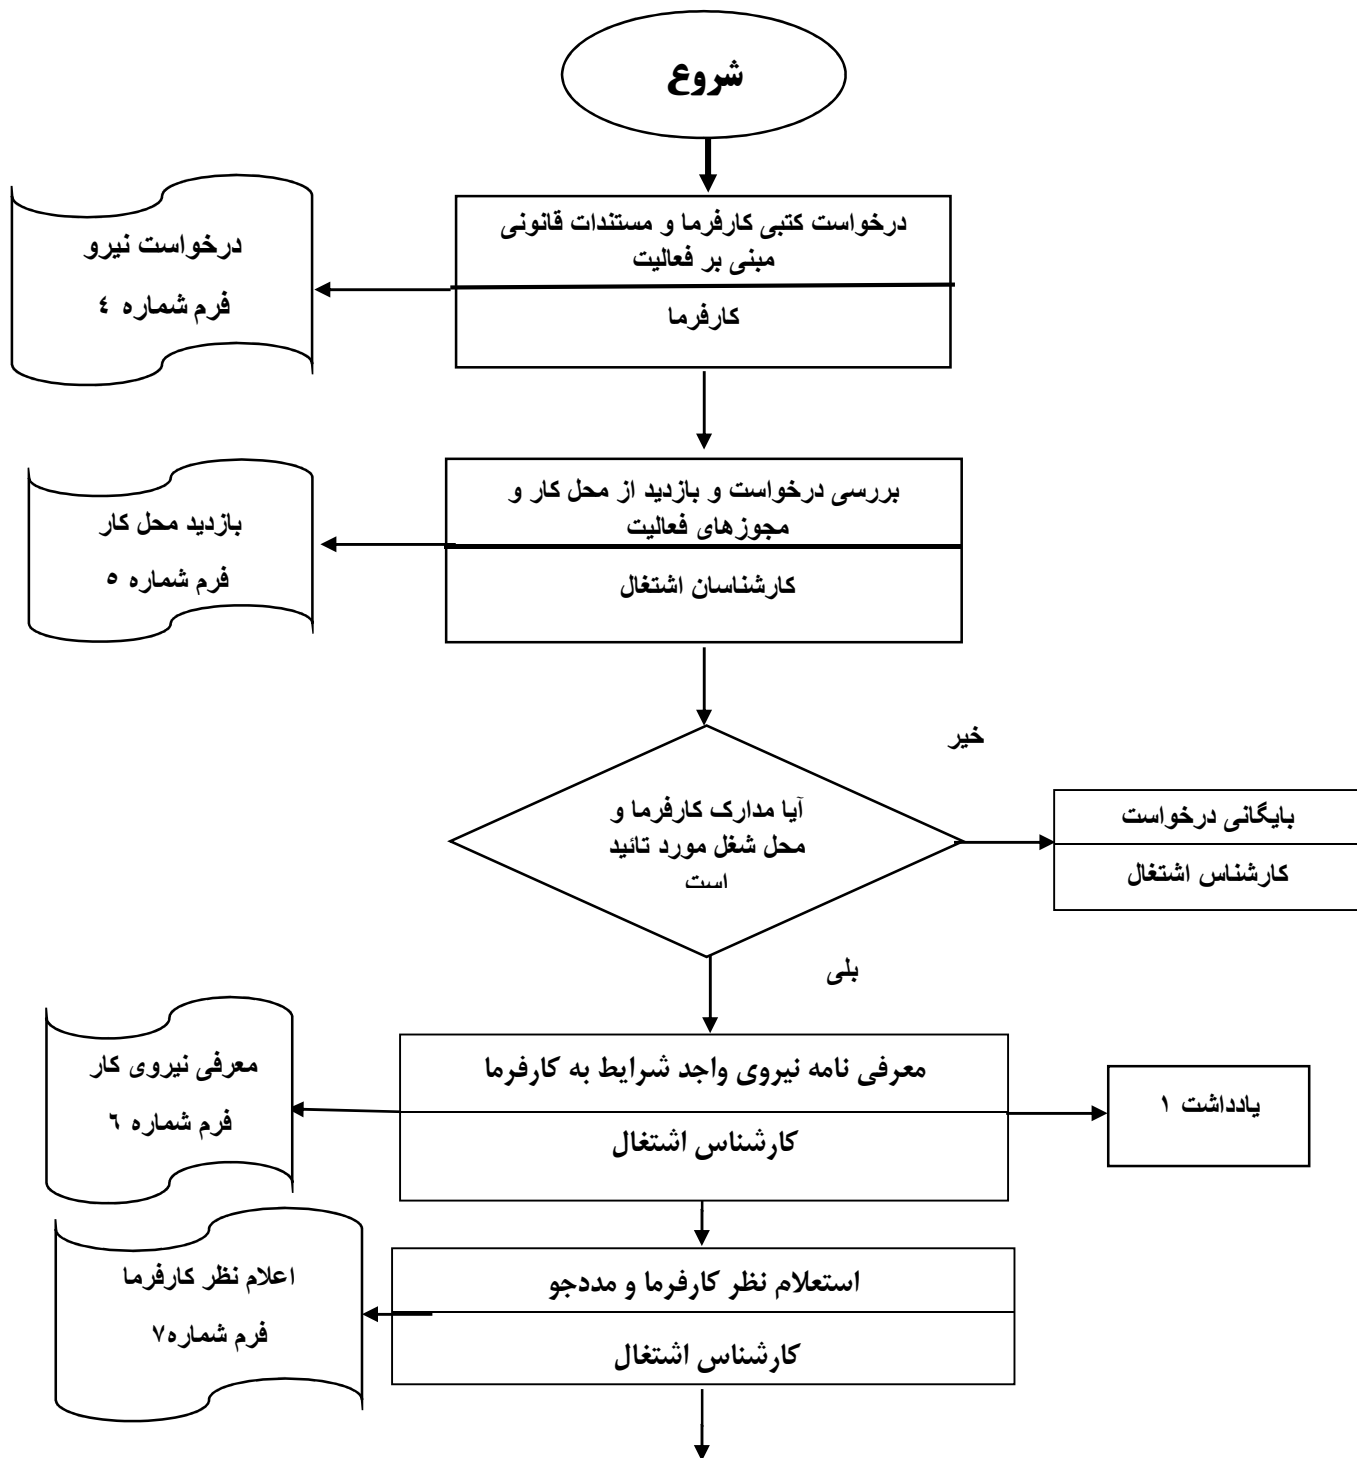 شروع
درخواست کتبی کارفرما و مستندات قانونی
مبنی بر فعالیت
کارفرما
درخواست نیرو
فرم شماره ٤
بررسی درخواست و بازدید از محل کار و
مجوزهای فعالیت
کارشناسان اشتغال
بازدید محل کار
فرم شماره ٥
آیا مدارک کارفرما و
محل شغل مورد تائید
است
خیر
بایگانی درخواست
کارشناس اشتغال
بلی
معرفی نامه نیروی واجد شرایط به کارفرما
کارشناس اشتغال
یادداشت ١
معرفی نیروی کار
فرم شماره ٦
استعلام نظر کارفرما و مددجو
کارشناس اشتغال
اعلام نظر کارفرما
فرم شماره٧